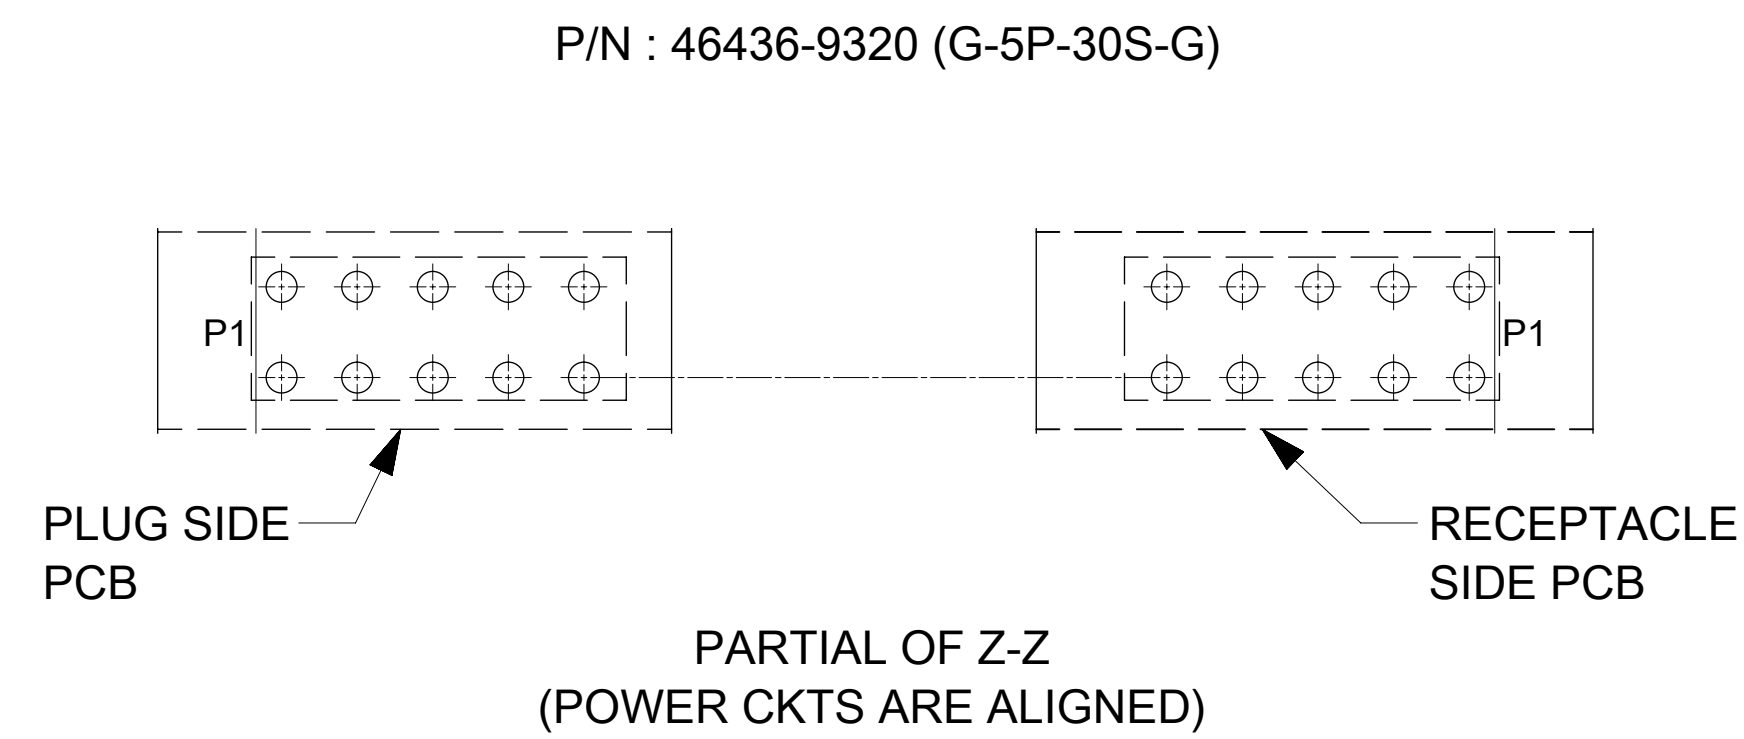 P/N : 46436-9320 (G-5P-30S-G)
P1
P1
PLUG SIDE
PCB
RECEPTACLE
SIDE PCB
PARTIAL OF Z-Z
(POWER CKTS ARE ALIGNED)